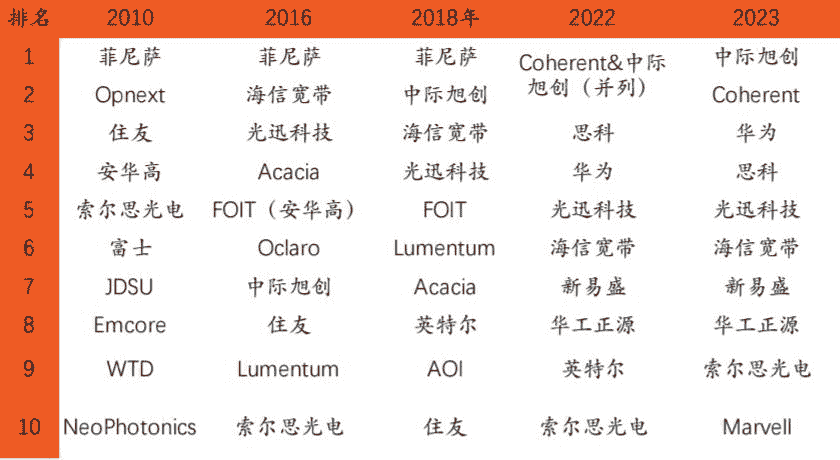 排名 2010 2016 2018年 2022 2023
1 菲尼萨 菲尼萨 菲尼萨 Coherent&中际旭创（并列） 中际旭创
2 Opnext 海信宽带 中际旭创 Coherent
3 住友 光迅科技 海信宽带 思科 华为
4 安华高 Acacia 光迅科技 华为 思科
5 索尔思光电 FOIT（安华高） FOIT 光迅科技 光迅科技
6 富士 Oclaro Lumentum 海信宽带 海信宽带
7 JDSU 中际旭创 Acacia 新易盛 新易盛
8 Emcore 住友 英特尔 华工正源 华工正源
9 WTD Lumentum AOI 英特尔 索尔思光电
10 NeoPhotonics 索尔思光电 住友 索尔思光电 Marvell